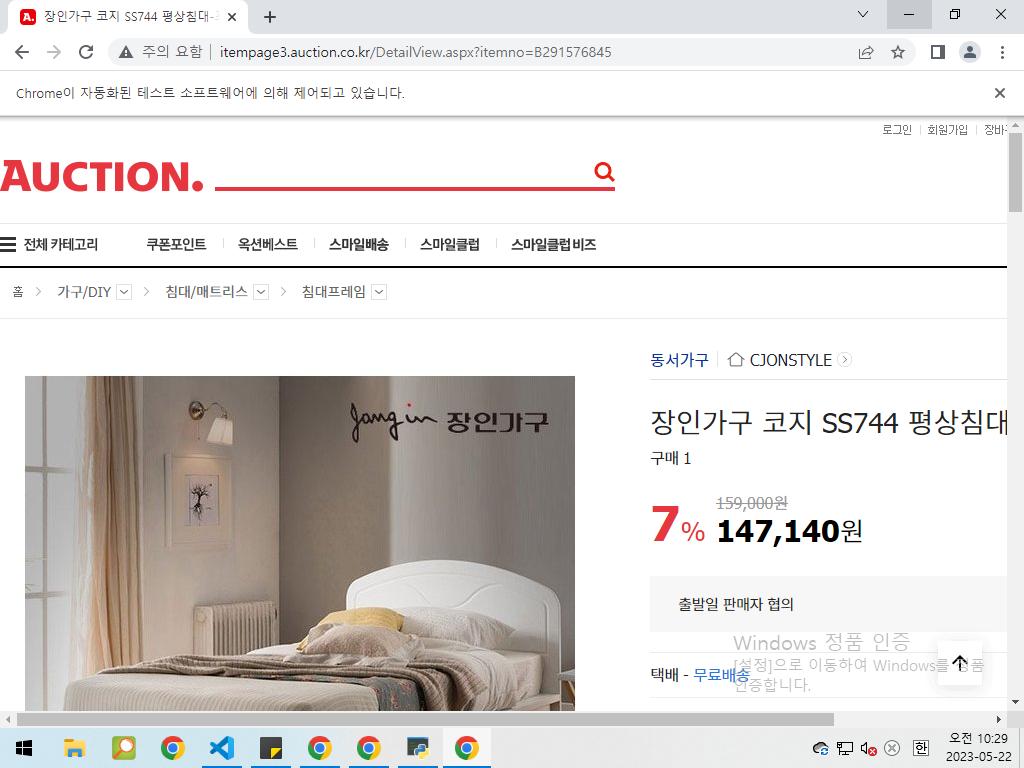 장인가구 코지 SS744 평상침대-
주의 요함 itempage3.auction.co.kr/DetailView.aspx?itemno=B291576845
Chrome이 자동화된 테스트 소프트웨어에 의해 제어되고 있습니다.
로그인 회원가입 장바
AUCTION.
전체 카테고리 쿠폰포인트 옥션베스트 스마일배송 스마일클럽 스마일클럽 비즈
홈 가구/DIY 침대/매트리스 침대프레임
동서가구 CJONSTYLE
Jangin 장인가구
장인가구 코지 SS744 평상침대
구매 1
159,000원
7% 147,140원
출발일 판매자 협의
Windows 정품 인증
[설정]으로 이동하여 Windows를 정품
인증합니다.
택배 - 무료배송
한
오전 10:29
2023-05-22